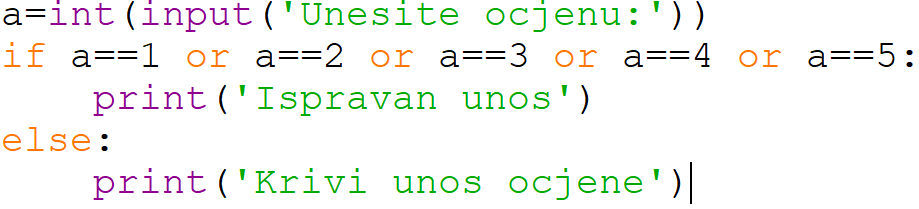 a=int(input('Unesite ocjenu:'))
if a==1 or a==2 or a==3 or a==4 or a==5:
    print('Ispravan unos')
else:
    print('Krivi unos ocjene')